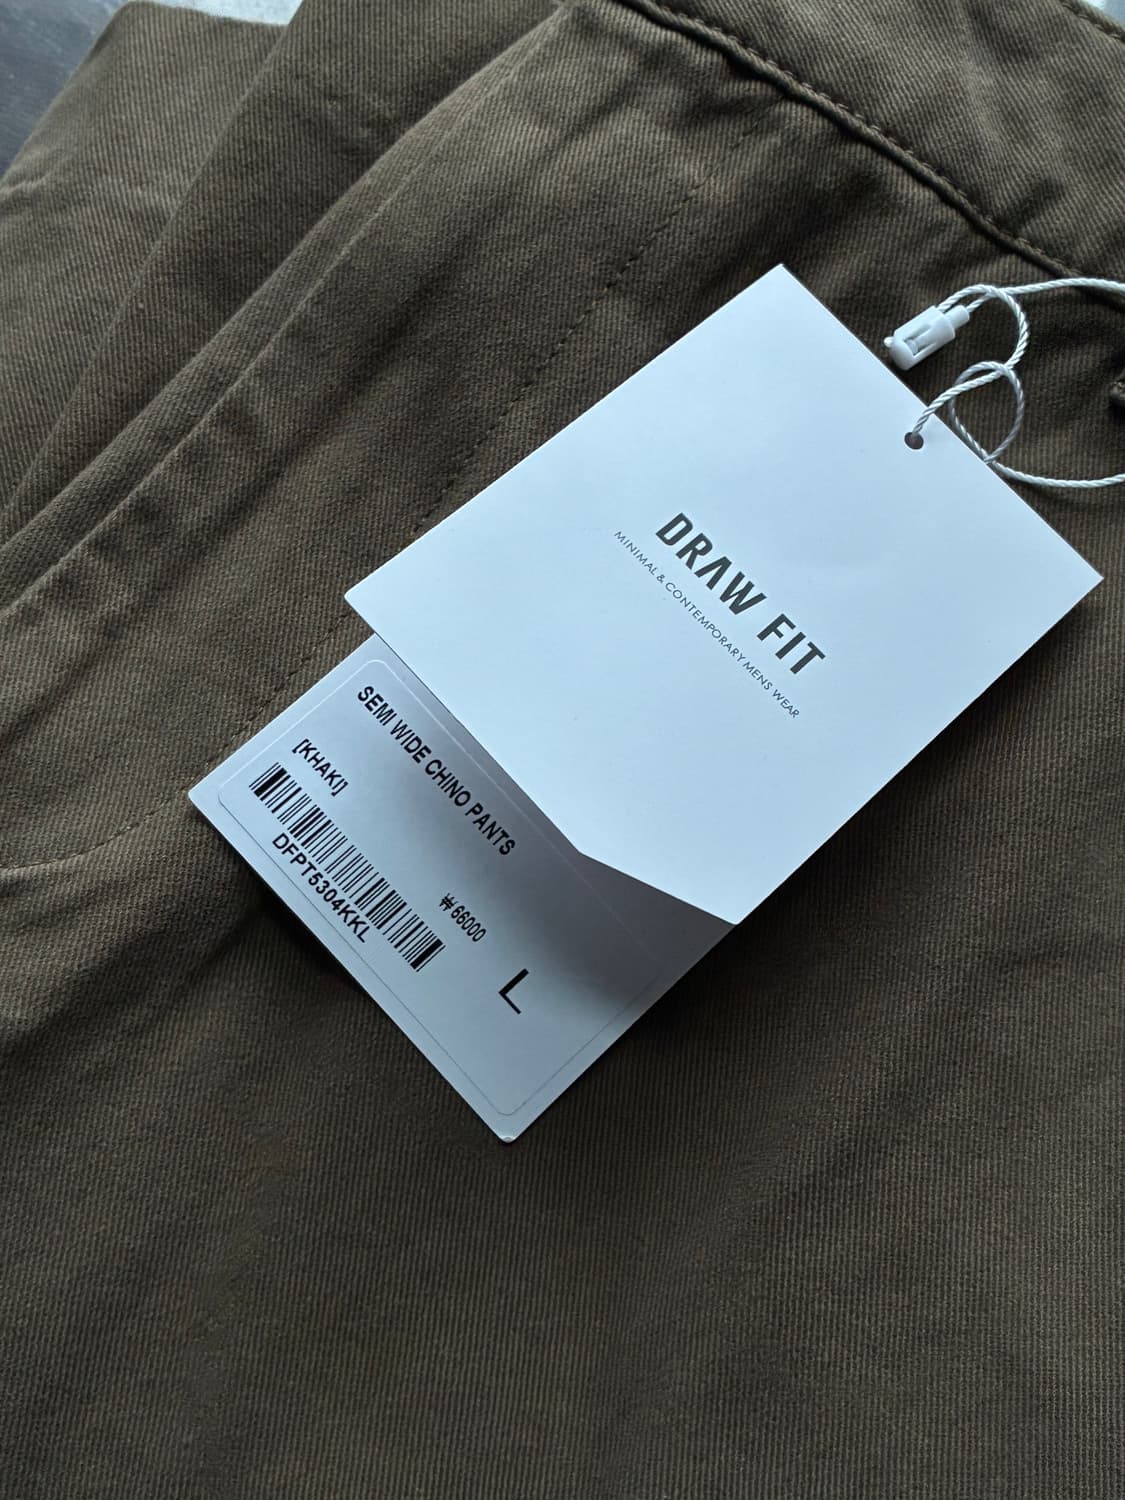 DRAW FIT
MINIMAL & CONTEMPORARY MENS WEAR
SEMI WIDE CHINO PANTS
[KHAKI]
DFPT5304KKL
₩ 66000
L